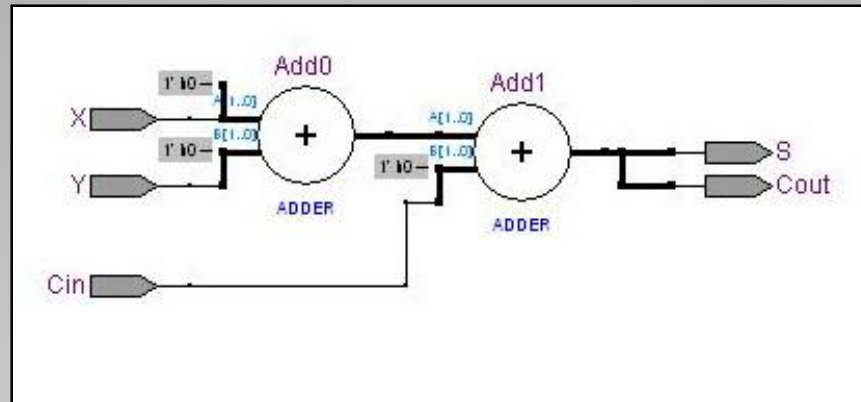 Add0
Add1
1' h0
A[1..0]
X
B[1..0]
1' h0
Y
ADDER
A[1..0]
B[1..0]
1' h0
ADDER
S
Cout
Cin